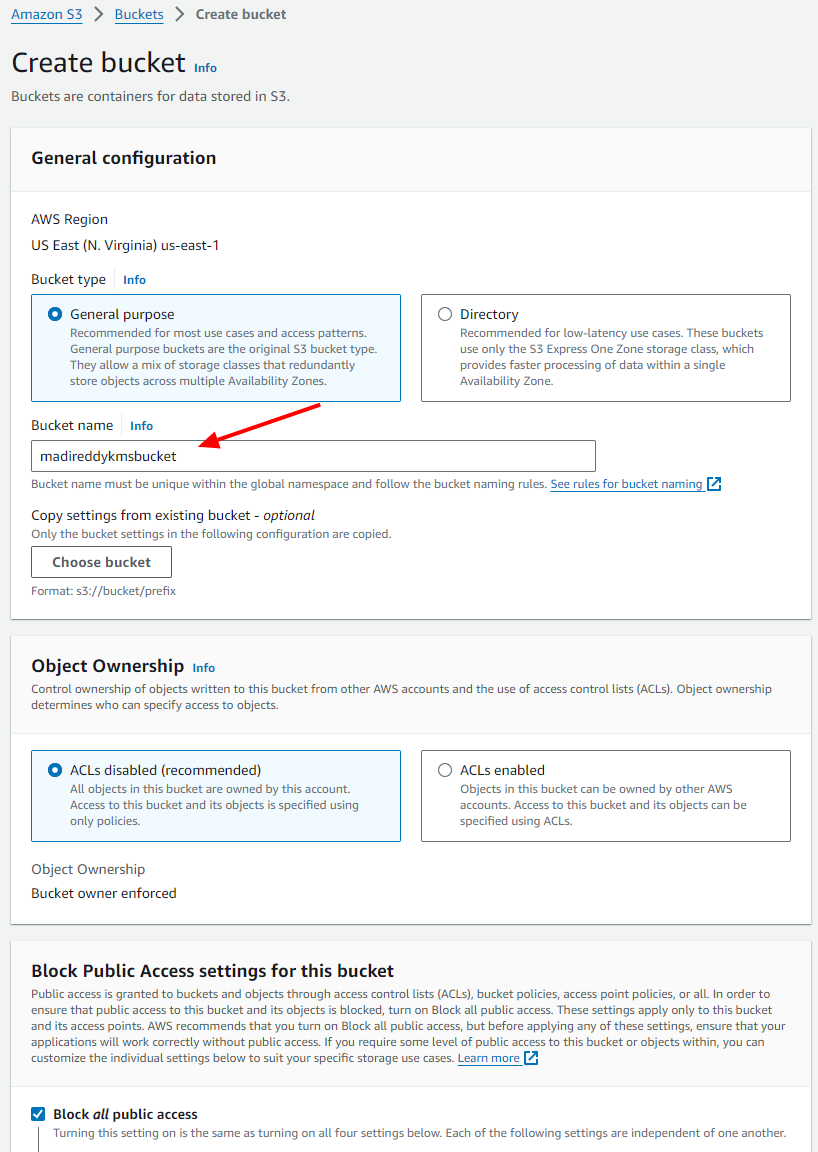 Amazon S3 > Buckets > Create bucket
Create bucket Info
Buckets are containers for data stored in S3.
General configuration
AWS Region
US East (N. Virginia) us-east-1
Bucket type Info
General purpose
Recommended for most use cases and access patterns.
General purpose buckets are the original S3 bucket type.
They allow a mix of storage classes that redundantly
store objects across multiple Availability Zones.
Directory
Recommended for low-latency use cases. These buckets
use only the S3 Express One Zone storage class, which
provides faster processing of data within a single
Availability Zone.
Bucket name Info
madireddykmsbucket
Bucket name must be unique within the global namespace and follow the bucket naming rules. See rules for bucket naming
Copy settings from existing bucket - optional
Only the bucket settings in the following configuration are copied.
Choose bucket
Format: s3://bucket/prefix
Object Ownership Info
Control ownership of objects written to this bucket from other AWS accounts and the use of access control lists (ACLs). Object ownership
determines who can specify access to objects.
ACLs disabled (recommended)
All objects in this bucket are owned by this account.
Access to this bucket and its objects is specified using
only policies.
ACLs enabled
Objects in this bucket can be owned by other AWS
accounts. Access to this bucket and its objects can be
specified using ACLs.
Object Ownership
Bucket owner enforced
Block Public Access settings for this bucket
Public access is granted to buckets and objects through access control lists (ACLs), bucket policies, access point policies, or all. In order to
ensure that public access to this bucket and its objects is blocked, turn on Block all public access. These settings apply only to this bucket
and its access points. AWS recommends that you turn on Block all public access, but before applying any of these settings, ensure that your
applications will work correctly without public access. If you require some level of public access to this bucket or objects within, you can
customize the individual settings below to suit your specific storage use cases. Learn more
Block all public access
Turning this setting on is the same as turning on all four settings below. Each of the following settings are independent of one another.